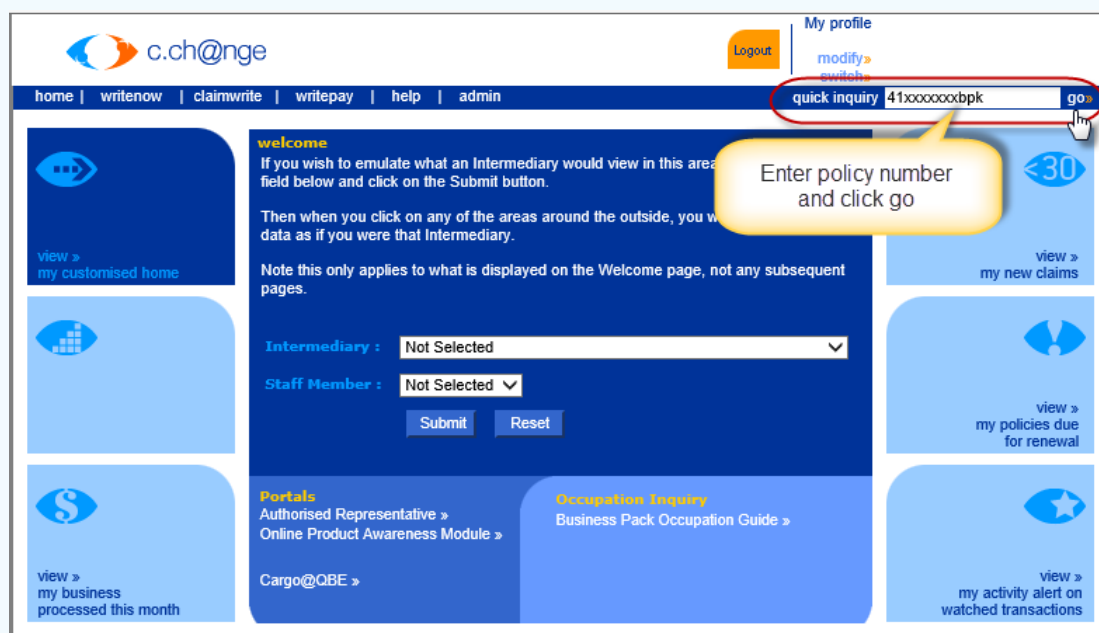 c.ch@nge
Logout
My profile
modify»
switch»
home | writenow | claimwrite | writepay | help | admin
quick inquiry 41xxxxxxxbpk go»
Enter policy number
and click go
welcome
If you wish to emulate what an Intermediary would view in this area
field below and click on the Submit button.
Then when you click on any of the areas around the outside, you w
data as if you were that Intermediary.
Note this only applies to what is displayed on the Welcome page, not any subsequent
pages.
Intermediary : Not Selected
Staff Member : Not Selected
Submit Reset
view »
my customised home
<30
view »
my new claims
view »
my policies due
for renewal
$
view »
my business
processed this month
Portals
Authorised Representative »
Online Product Awareness Module »
Cargo@QBE »
Occupation Inquiry
Business Pack Occupation Guide »
view »
my activity alert on
watched transactions